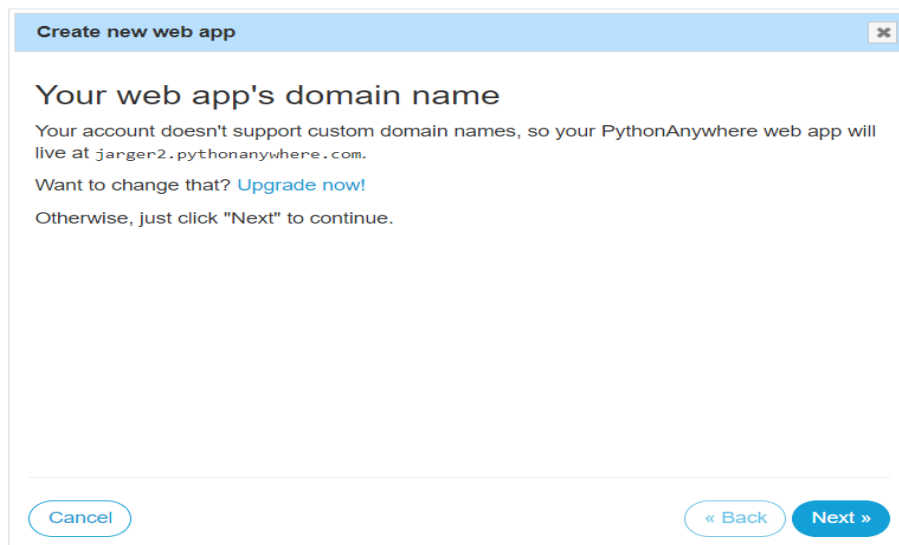 Create new web app
Your web app's domain name
Your account doesn't support custom domain names, so your PythonAnywhere web app will
live at jarger2.pythonanywhere.com.
Want to change that? Upgrade now!
Otherwise, just click "Next" to continue.
Cancel
« Back
Next »